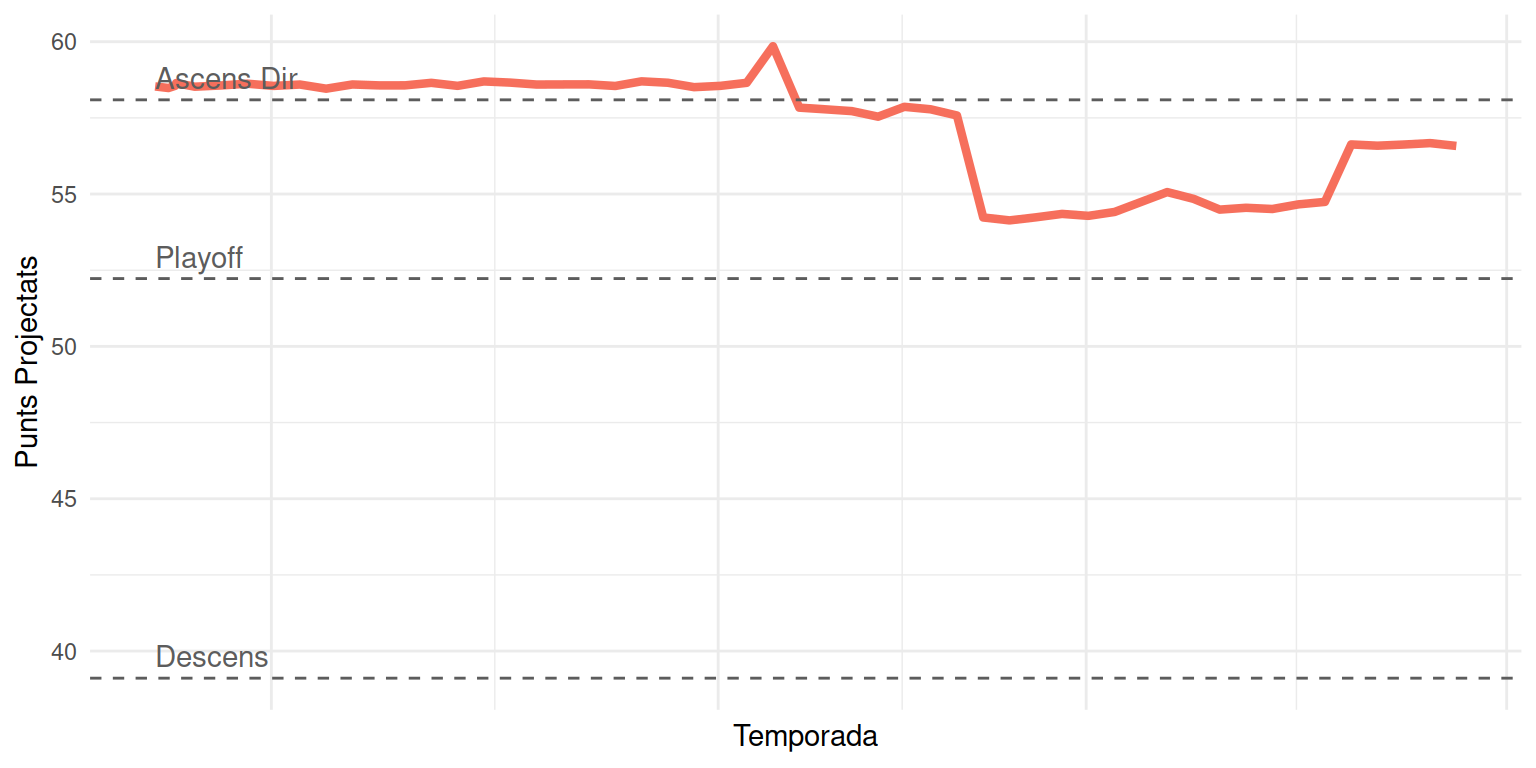 60
55
50
45
40
Punts Projectats
Ascens Dir
Playoff
Descens
Temporada